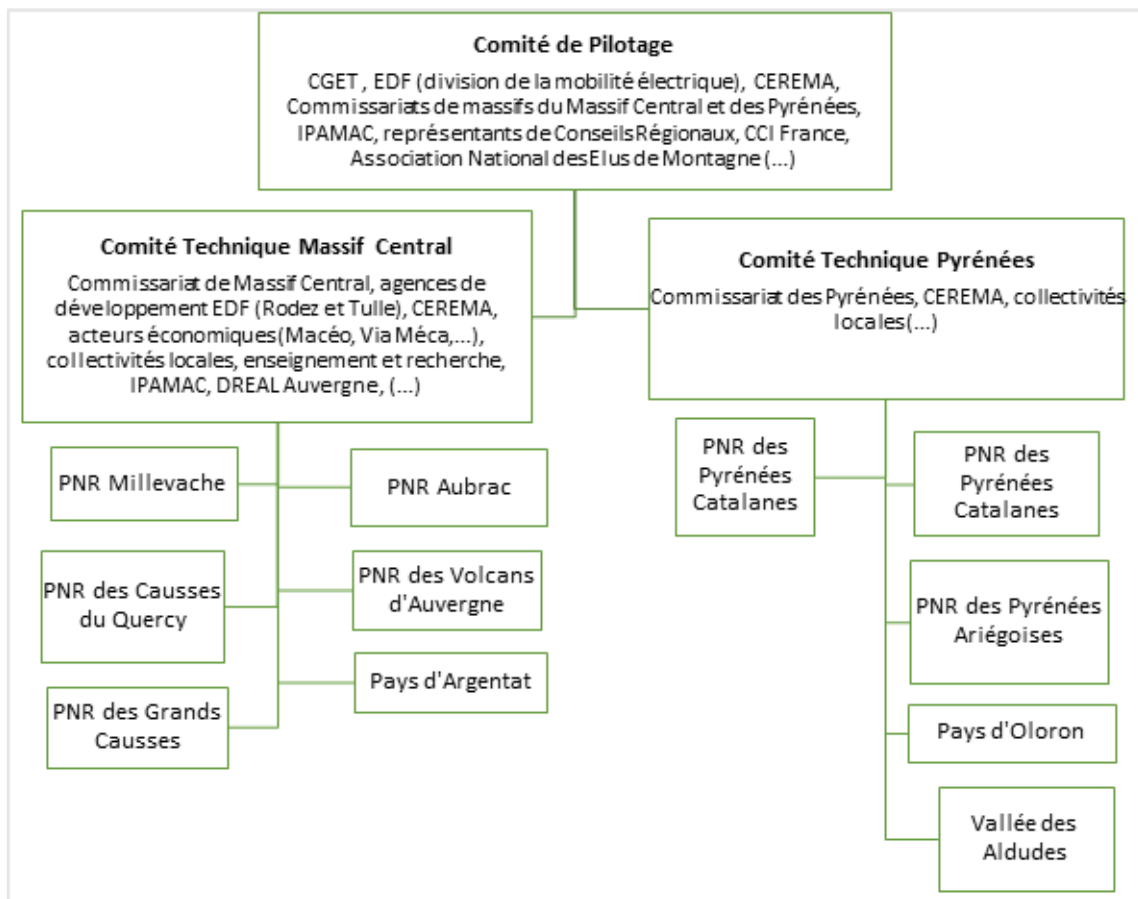 Comité de Pilotage
CGET , EDF (division de la mobilité électrique), CEREMA,
Commissariats de massifs du Massif Central et des Pyrénées,
IPAMAC, représentants de Conseils Régionaux, CCI France,
Association National des Elus de Montagne (...)
Comité Technique Massif Central
Commissariat de Massif Central, agences de
développement EDF (Rodez et Tulle), CEREMA,
acteurs économiques (Macéo, Via Méca,...),
collectivités locales, enseignement et recherche,
IPAMAC, DREAL Auvergne, (...)
Comité Technique Pyrénées
Commissariat des Pyrénées, CEREMA, collectivités
locales (...)
PNR Millevache
PNR Aubrac
PNR des Causses
du Quercy
PNR des Volcans
d'Auvergne
PNR des Grands
Causses
Pays d'Argentat
PNR des
Pyrénées
Catalanes
PNR des
Pyrénées
Catalanes
PNR des Pyrénées
Ariégoises
Pays d'Oloron
Vallée des
Aldudes